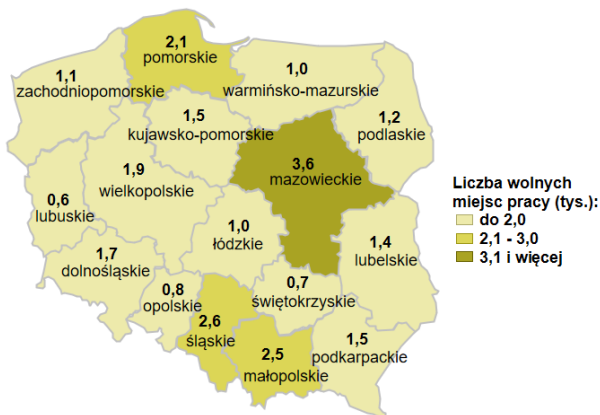 2,1
pomorskie
1,0
warmińsko-mazurskie
1,1
zachodniopomorskie
1,5
kujawsko-pomorskie
1,2
podlaskie
3,6
mazowieckie
1,9
wielkopolskie
0,6
lubuskie
1,0
łódzkie
1,7
dolnośląskie
1,4
lubelskie
0,8
opolskie
0,7
świętokrzyskie
2,6
śląskie
2,5
małopolskie
1,5
podkarpackie
Liczba wolnych
miejsc pracy (tys.):
do 2,0
2,1 - 3,0
3,1 i więcej